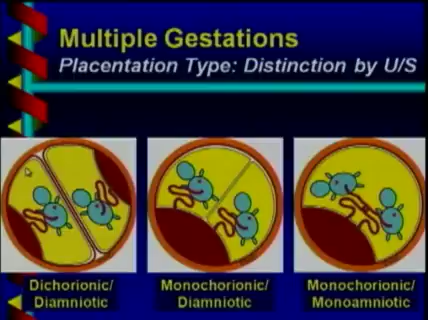 Multiple Gestations
Placentation Type: Distinction by U/S
Dichorionic/
Diamniotic
Monochorionic/
Diamniotic
Monochorionic/
Monoamniotic